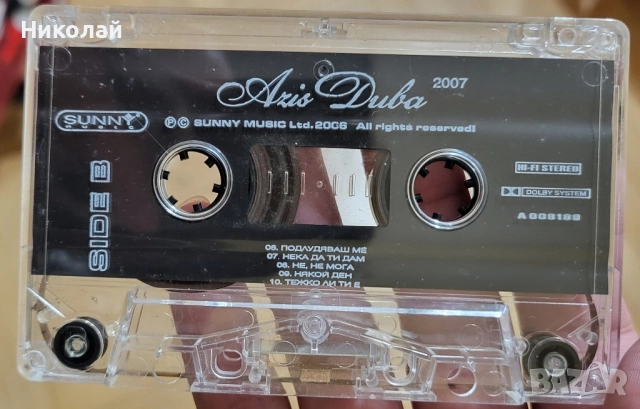 Николай
Azis Duba 2007
SUNNY
MUSIC
℗© SUNNY MUSIC Ltd. 2006 All rights reserved!
SIDE B
HI-FI STEREO
DOLBY SYSTEM
06. ПОДЛУДЯВАШ МЕ
07. НЕКА ДА ТИ ДАМ
08. НЕ, НЕ МОГА
09. НЯКОЙ ДЕН
10. ТЕЖКО ЛИ ТИ Е
BAZAR